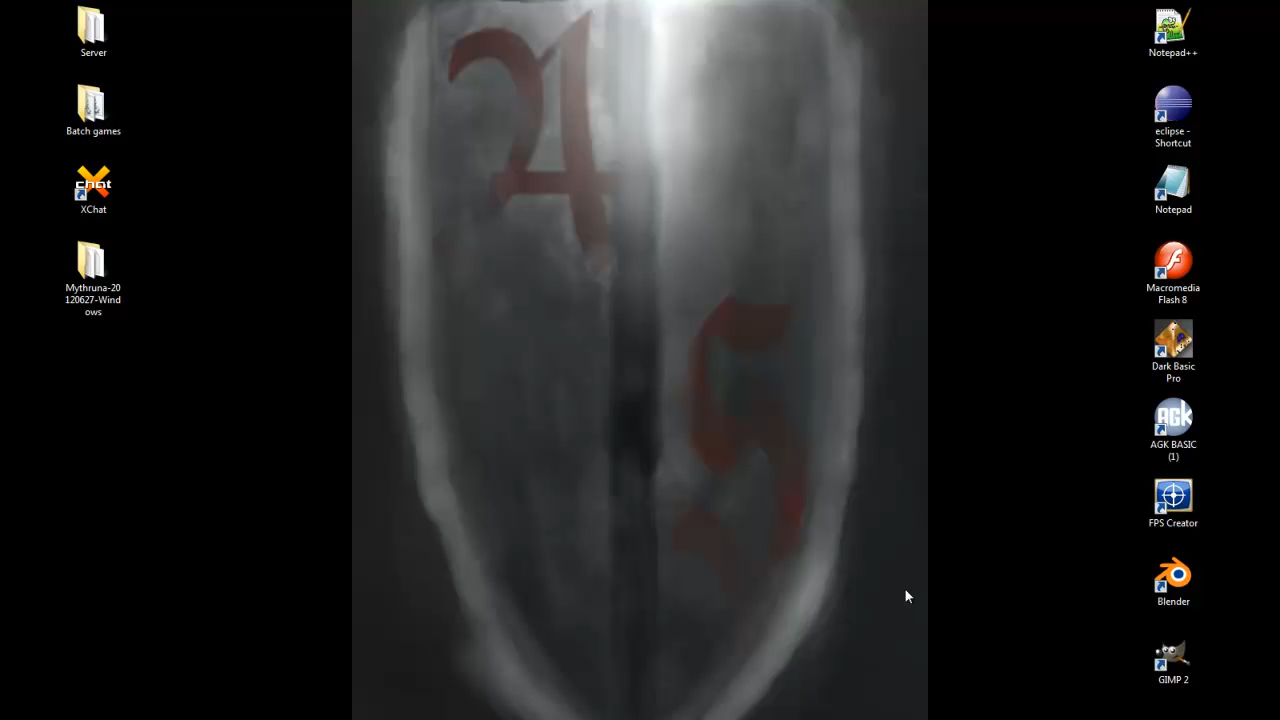 Server
Batch games
chat
XChat
Mythruna-20
120627-Wind
ows
A
S
Notepad++
eclipse -
Shortcut
Notepad
Macromedia
Flash 8
Dark Basic
Pro
AGK
AGK BASIC
(1)
FPS Creator
Blender
GIMP 2